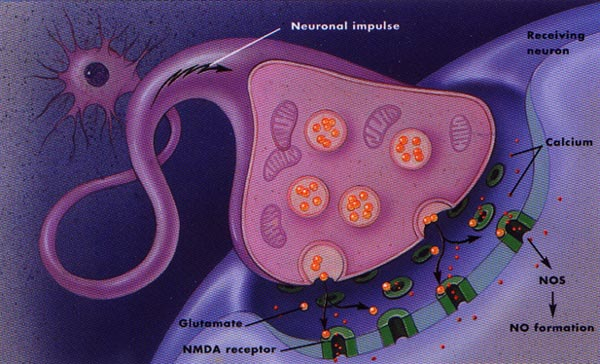 Neuronal impulse
Receiving
neuron
Calcium
NOS
NO formation
Glutamate
NMDA receptor